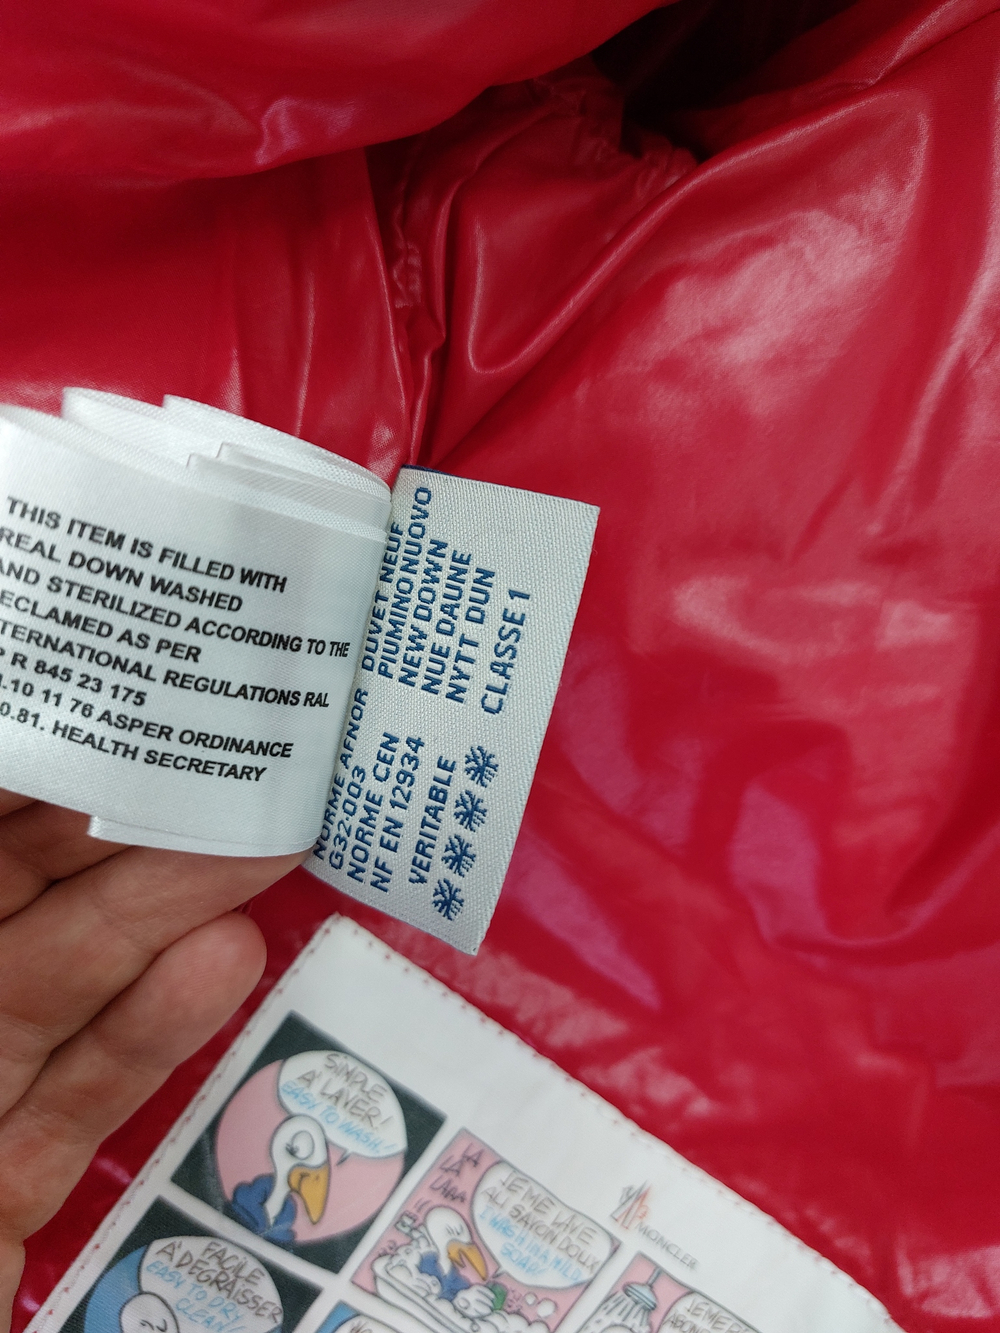 THIS ITEM IS FILLED WITH
REAL DOWN WASHED
AND STERILIZED ACCORDING TO THE
ECLAMED AS PER
TERNATIONAL REGULATIONS RAL
P R 845 23 175
.10 11 76 ASPER ORDINANCE
0.81. HEALTH SECRETARY
DUVET NEUF
PIUMINO NUOVO
NEW DOWN
NUE DAUNE
NYTT DUN
CLASSE 1
NORME AFNOR
G32-003
NORME CEN
NF EN 12934
VERITABLE
SIMPLE
A' LAVER!
EASY TO WASH!
LA
LA
LARA
JE ME LAVE
AU SAVON DOUX
I WASH IN MILD
SOAP!
MONCLER
FACILE
A' DEGRAISSER
EASY TO DRY
CLEAN!